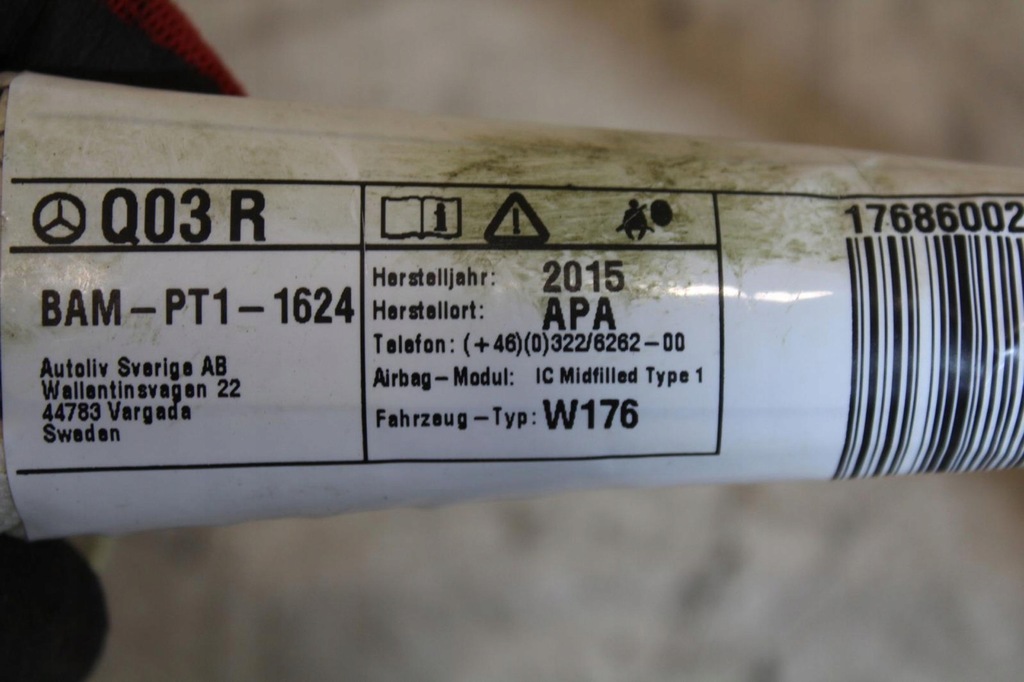 Q03 R
BAM-PT1-1624
Autoliv Sverige AB
Wallentinsvagen 22
44783 Vargada
Sweden
Herstelljahr: 2015
Herstellort: APA
Telefon: (+46)(0)322/6262-00
Airbag-Modul: IC Midfilled Type 1
Fahrzeug-Typ: W176
17686002